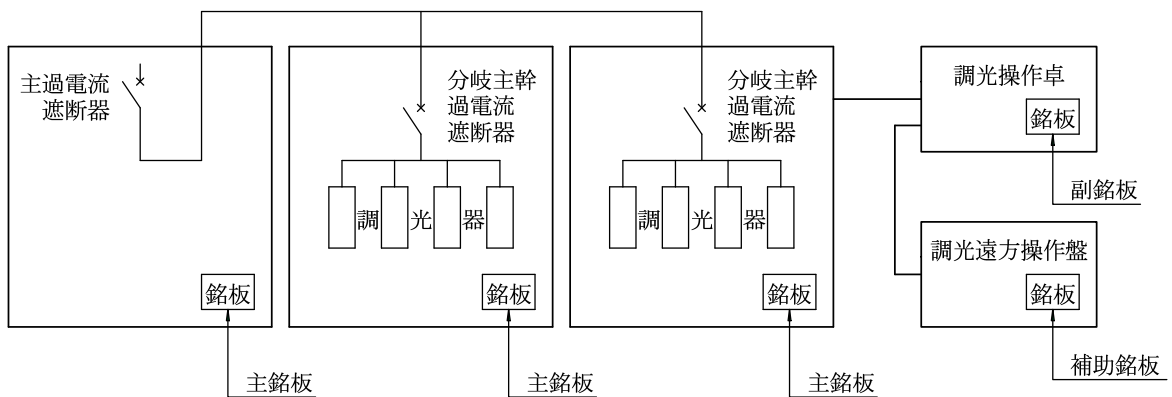 主過電流
遮断器
銘板
主銘板
分岐主幹
過電流
遮断器
調光器
銘板
主銘板
分岐主幹
過電流
遮断器
調光器
銘板
主銘板
調光操作卓
銘板
副銘板
調光遠方操作盤
銘板
補助銘板